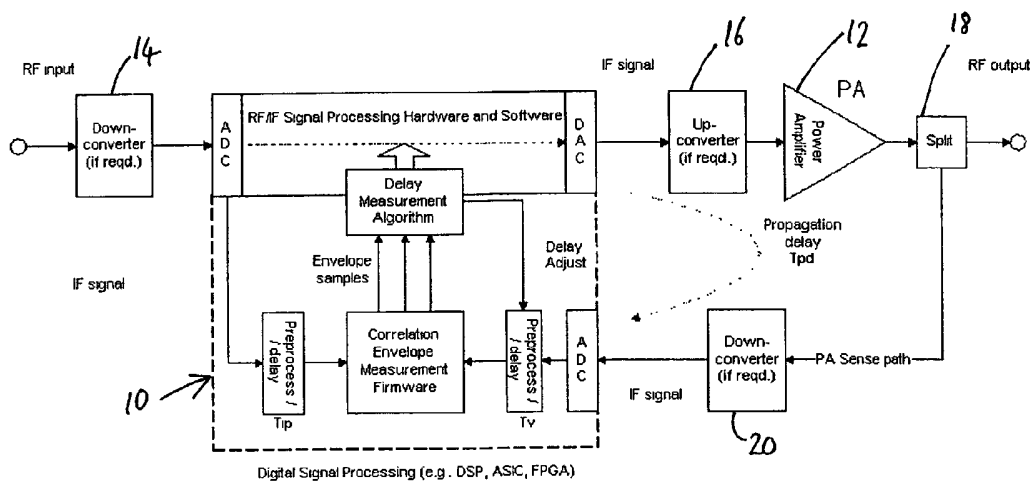 14
16
12
18
RF input
IF signal
PA
RF output
Down-
converter
(if reqd.)
ADC
RF/IF Signal Processing Hardware and Software
DAC
Up-
converter
(if reqd.)
Power
Amplifier
Split
Delay
Measurement
Algorithm
Propagation
delay
Tpd
Envelope
samples
Delay
Adjust
IF signal
Preprocess /
/ delay
Correlation
Envelope
Measurement
Firmware
Preprocess /
/ delay
ADC
Down-
converter
(if reqd.)
PA Sense path
10
Tip
Tv
IF signal
20
Digital Signal Processing (e.g. DSP, ASIC, FPGA)